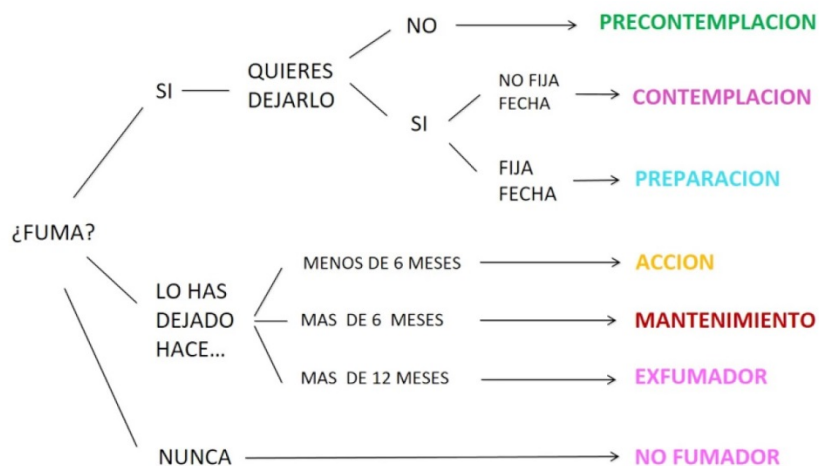 NO
PRECONTEMPLACION
SI
QUIERES
DEJARLO
NO FIJA
FECHA
CONTEMPLACION
SI
FIJA
FECHA
PREPARACION
¿FUMA?
LO HAS
DEJADO
HACE...
MENOS DE 6 MESES
ACCION
MAS DE 6 MESES
MANTENIMIENTO
MAS DE 12 MESES
EXFUMADOR
NUNCA
NO FUMADOR